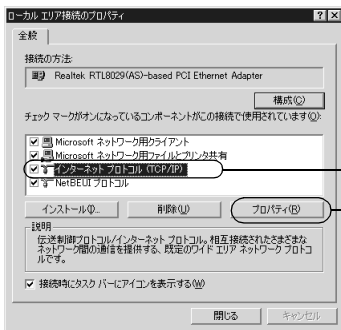 ローカル エリア接続のプロパティ
全般
接続の方法:
Realtek RTL8029(AS)-based PCI Ethernet Adapter
構成(C)
チェック マークがオンになっているコンポーネントがこの接続で使用されています(O):
Microsoft ネットワーク用クライアント
Microsoft ネットワーク用ファイルとプリンタ共有
インターネット プロトコル (TCP/IP)
NetBEUI プロトコル
インストール(I)...
削除(U)
プロパティ(R)
説明
伝送制御プロトコル/インターネット プロトコル。相互接続されたさまざまな
ネットワーク間の通信を提供する、既定のワイド エリア ネットワーク プロトコ
ルです。
接続時にタスク バーにアイコンを表示する(W)
閉じる
キャンセル